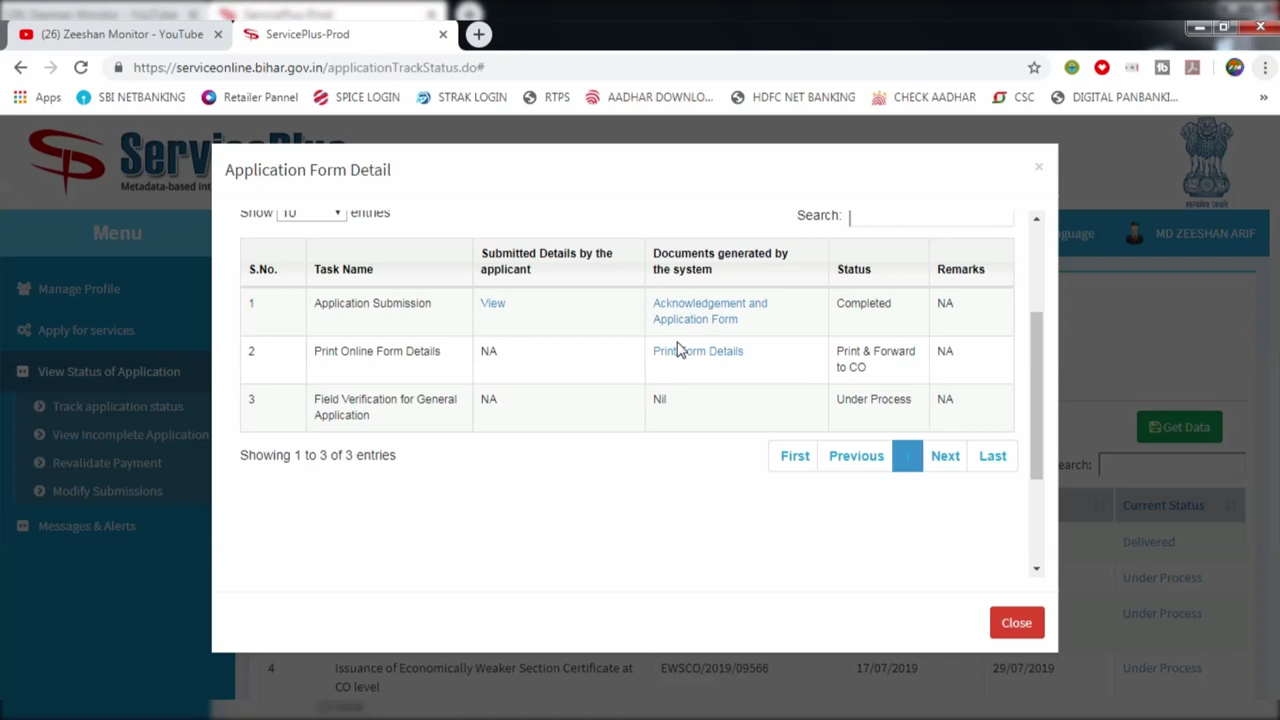 (26) Zeeshan Monitor - YouTube
ServicePlus-Prod
https://serviceonline.bihar.gov.in/applicationTrackStatus.do#
Apps SBI NETBANKING Retailer Pannel SPICE LOGIN STRAK LOGIN RTPS AADHAR DOWNLO... HDFC NET BANKING CHECK AADHAR CSC DIGITAL PANBANKI... »
Metadata-based
Application Form Detail ×
Menu
MD ZEESHAN ARIF
Show 10 entries
Search:
S.No. Task Name Submitted Details by the applicant Documents generated by the system Status Remarks
1 Application Submission View Acknowledgement and Application Form Completed NA
2 Print Online Form Details NA Print Form Details Print & Forward to CO NA
3 Field Verification for General Application NA Nil Under Process NA
Showing 1 to 3 of 3 entries
First Previous 1 Next Last
Close
Manage Profile
Apply for services
View Status of Application
Track application status
View Incomplete Application
Revalidate Payment
Modify Submissions
Messages & Alerts
Get Data
Current Status
Delivered
Under Process
Under Process
4 Issuance of Economically Weaker Section Certificate at CO level EWSCO/2019/09566 17/07/2019 29/07/2019 Under Process